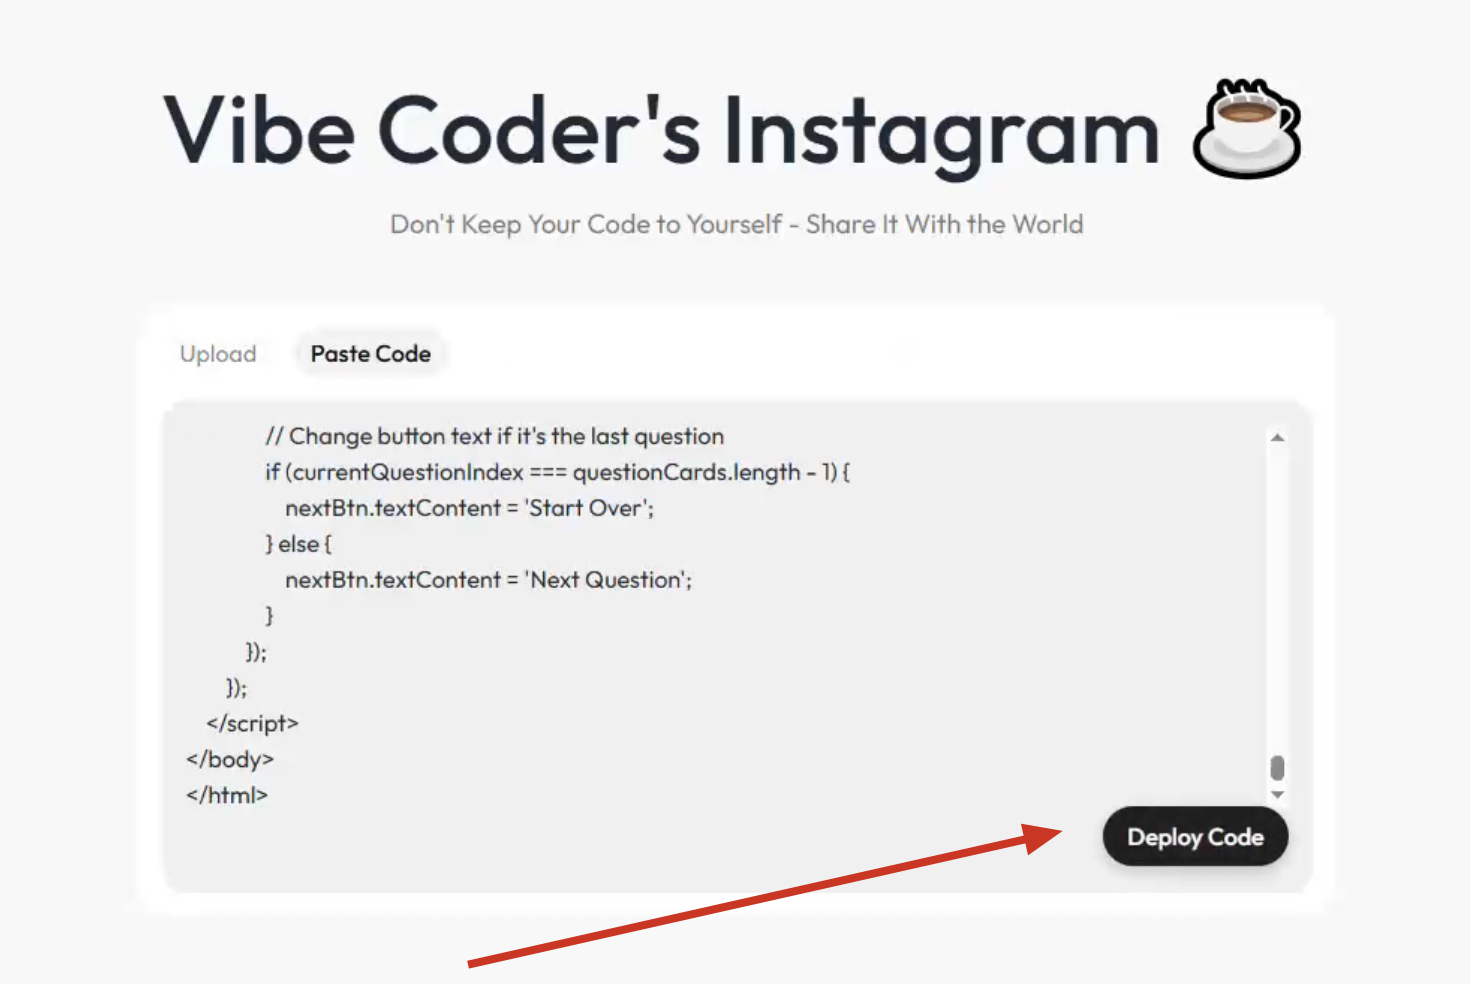 Vibe Coder's Instagram
Don't Keep Your Code to Yourself - Share It With the World
Upload
Paste Code
// Change button text if it's the last question
if (currentQuestionIndex === questionCards.length - 1) {
nextBtn.textContent = 'Start Over';
} else {
nextBtn.textContent = 'Next Question';
}
});
});
</script>
</body>
</html>
Deploy Code